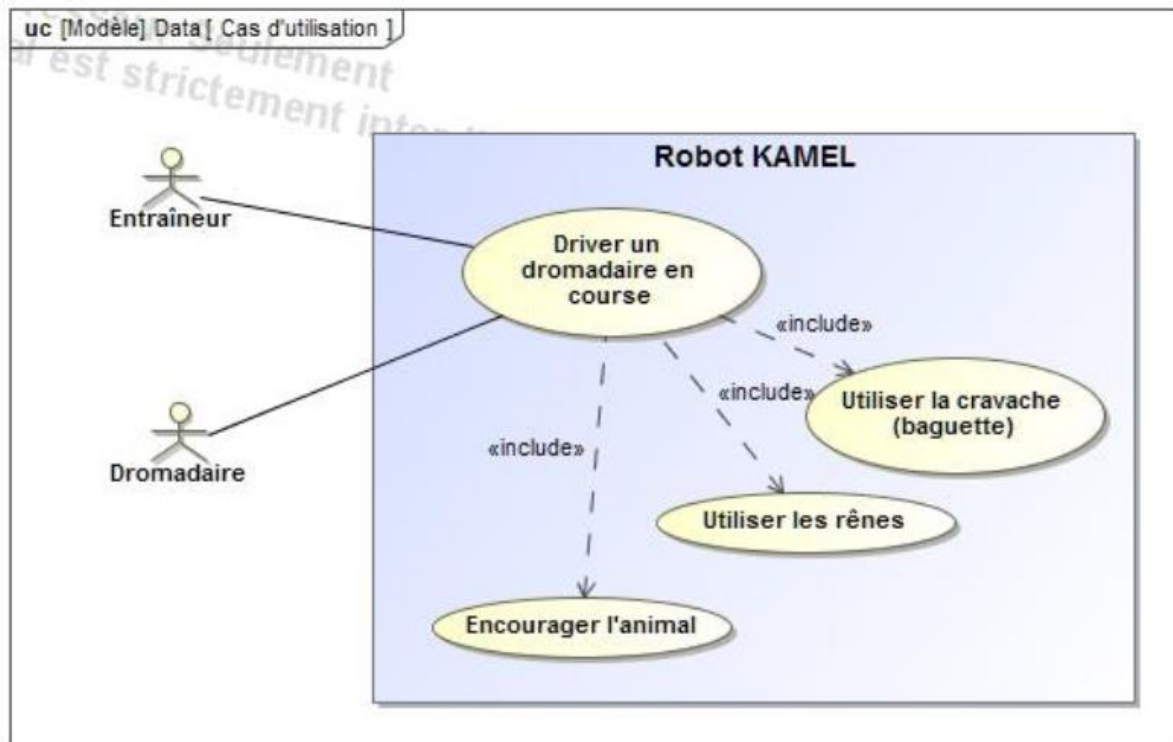 uc [Modèle] Data[ Cas d'utilisation ]
Seulement
est strictement
Robot KAMEL
Entraîneur
Driver un
dromadaire en
course
«include»
«include»
Utiliser la cravache
(baguette)
Dromadaire
«include»
Utiliser les rênes
Encourager l'animal